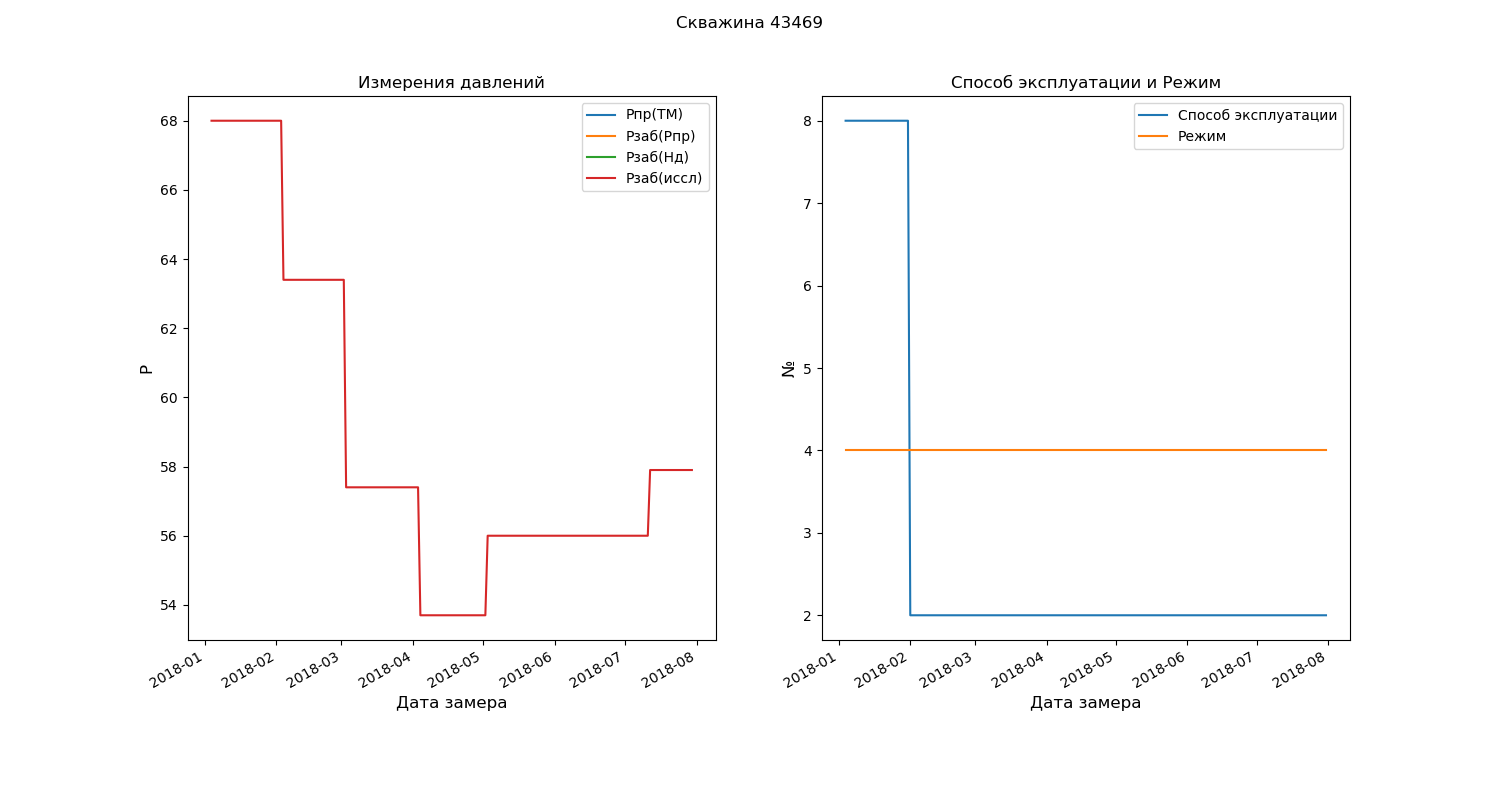 Скважина 43469
Измерения давлений
Рпр(ТМ)
Рзаб(Рпр)
Рзаб(Нд)
Рзаб(иссл)
68
66
64
62
60
58
56
54
Р
2018-01
2018-02
2018-03
2018-04
2018-05
2018-06
2018-07
2018-08
Дата замера
Способ эксплуатации и Режим
Способ эксплуатации
Режим
8
7
6
5
4
3
2
№
2018-01
2018-02
2018-03
2018-04
2018-05
2018-06
2018-07
2018-08
Дата замера